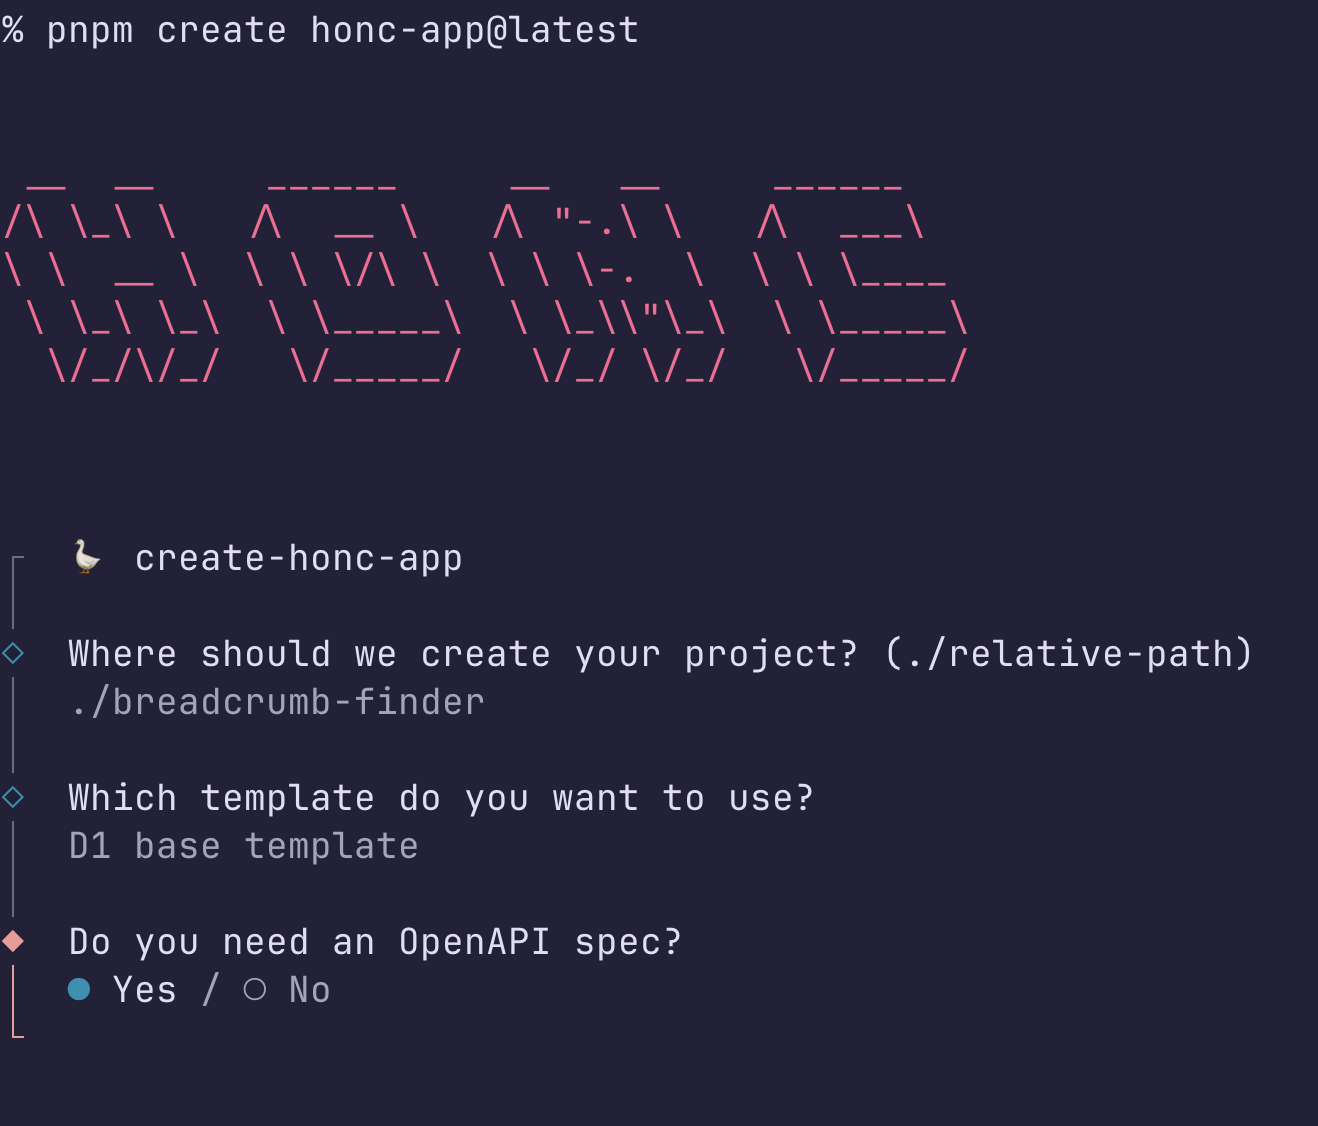 % pnpm create honc-app@latest
 __  __     ______     __   __     ______
/\ \_\ \   /\  __ \   /\ "-.\ \   /\  ___\
\ \  __ \  \ \ \/\ \  \ \ \-.  \  \ \ \____
 \ \_\ \_\  \ \_____\  \ \_\\"\_\  \ \_____\
  \/_/\/_/   \/_____/   \/_/ \/_/   \/_____/
🪿 create-honc-app
Where should we create your project? (./relative-path)
./breadcrumb-finder
Which template do you want to use?
D1 base template
Do you need an OpenAPI spec?
● Yes / ○ No